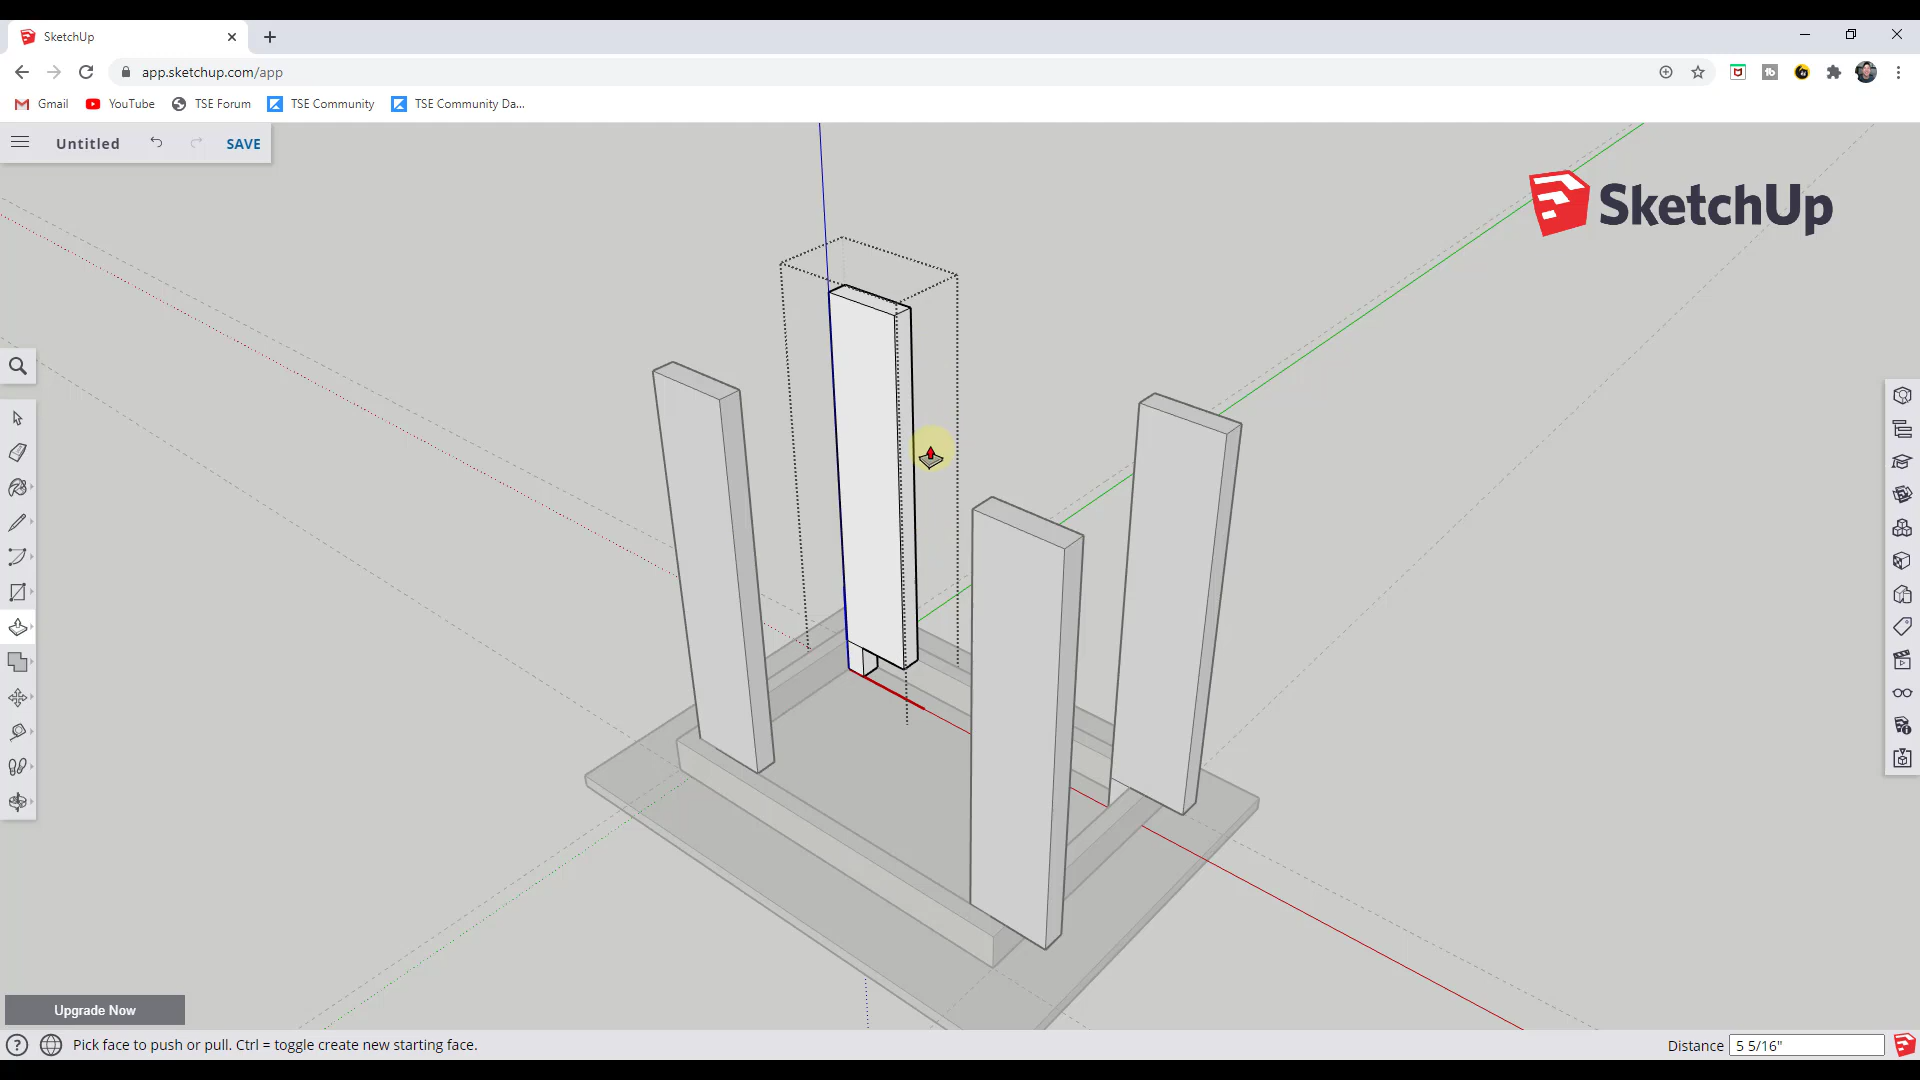 SketchUp
app.sketchup.com/app
Gmail
YouTube
TSE Forum
TSE Community
TSE Community Da...
Untitled
SAVE
SketchUp
Upgrade Now
Pick face to push or pull. Ctrl = toggle create new starting face.
Distance 5 5/16"